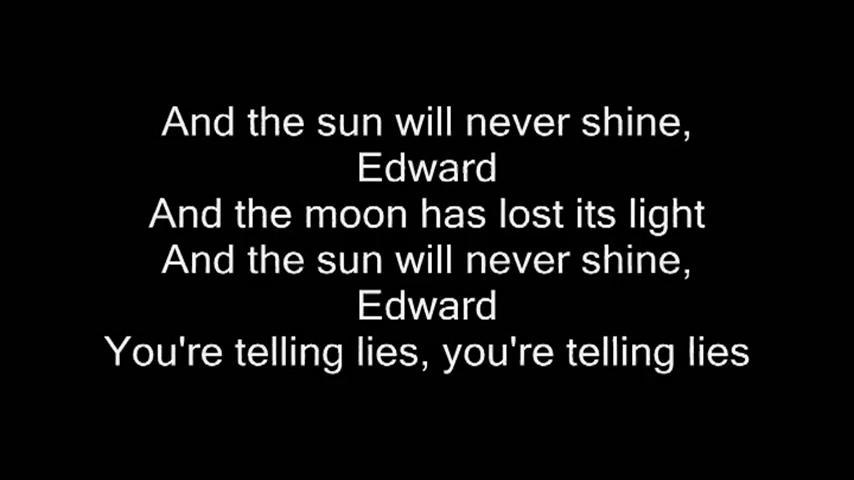 And the sun will never shine,
Edward
And the moon has lost its light
And the sun will never shine,
Edward
You're telling lies, you're telling lies